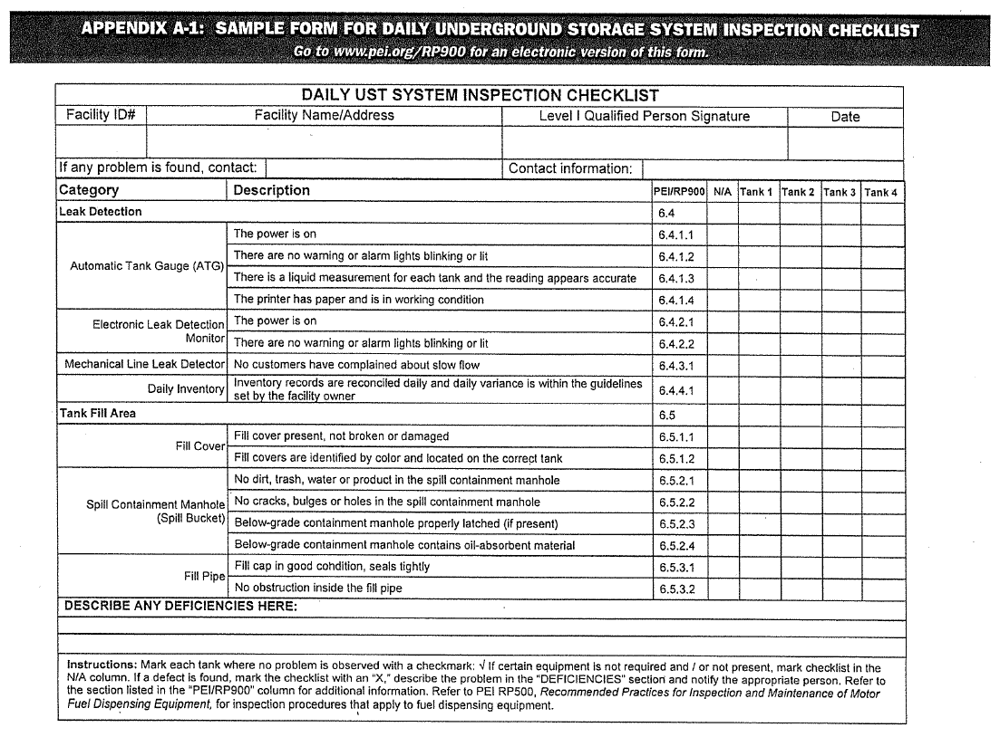 APPENDIX A-1: SAMPLE FORM FOR DAILY UNDERGROUND STORAGE SYSTEM INSPECTION CHECKLIST
Go to www.pei.org/RP900 for an electronic version of this form.
DAILY UST SYSTEM INSPECTION CHECKLIST
Facility ID# Facility Name/Address Level I Qualified Person Signature Date
If any problem is found, contact: Contact information:
Category Description PEI/RP900 N/A Tank 1 Tank 2 Tank 3 Tank 4
Leak Detection 6.4
Automatic Tank Gauge (ATG)
The power is on 6.4.1.1
There are no warning or alarm lights blinking or lit 6.4.1.2
There is a liquid measurement for each tank and the reading appears accurate 6.4.1.3
The printer has paper and is in working condition 6.4.1.4
Electronic Leak Detection
Monitor
The power is on 6.4.2.1
There are no warning or alarm lights blinking or lit 6.4.2.2
Mechanical Line Leak Detector No customers have complained about slow flow 6.4.3.1
Daily Inventory
Inventory records are reconciled daily and daily variance is within the guidelines
set by the facility owner 6.4.4.1
Tank Fill Area 6.5
Fill Cover
Fill cover present, not broken or damaged 6.5.1.1
Fill covers are identified by color and located on the correct tank 6.5.1.2
Spill Containment Manhole
(Spill Bucket)
No dirt, trash, water or product in the spill containment manhole 6.5.2.1
No cracks, bulges or holes in the spill containment manhole 6.5.2.2
Below-grade containment manhole properly latched (if present) 6.5.2.3
Below-grade containment manhole contains oil-absorbent material 6.5.2.4
Fill Pipe
Fill cap in good condition, seals tightly 6.5.3.1
No obstruction inside the fill pipe 6.5.3.2
DESCRIBE ANY DEFICIENCIES HERE:
Instructions: Mark each tank where no problem is observed with a checkmark: √ If certain equipment is not required and / or not present, mark checklist in the
N/A column. If a defect is found, mark the checklist with an "X," describe the problem in the "DEFICIENCIES" section and notify the appropriate person. Refer to
the section listed in the "PEI/RP900" column for additional information. Refer to PEI RP500, Recommended Practices for Inspection and Maintenance of Motor
Fuel Dispensing Equipment, for inspection procedures that apply to fuel dispensing equipment.